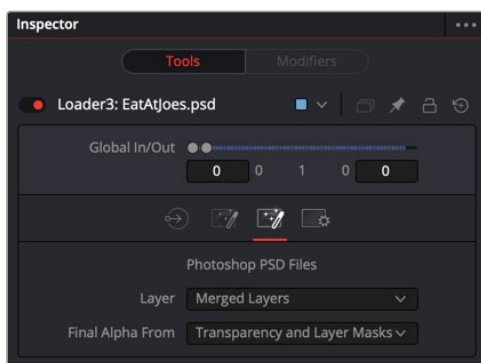 Inspector
Tools Modifiers
Loader3: EatAtJoes.psd
Global In/Out
0 0 1 0 0
Photoshop PSD Files
Layer Merged Layers
Final Alpha From Transparency and Layer Masks